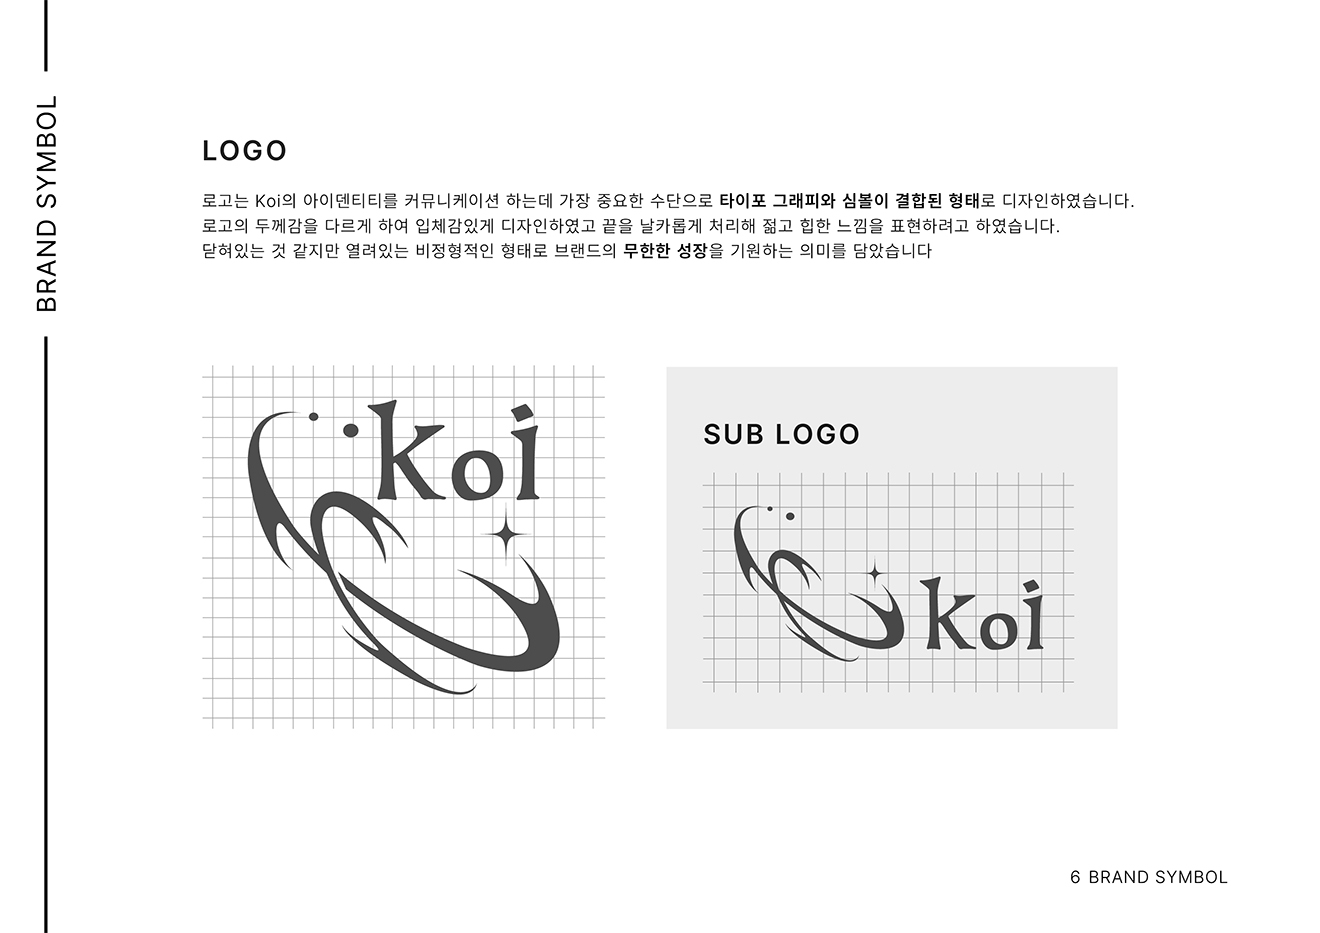 BRAND SYMBOL
LOGO
로고는 Koi의 아이덴티티를 커뮤니케이션 하는데 가장 중요한 수단으로 타이포 그래피와 심볼이 결합된 형태로 디자인하였습니다.
로고의 두께감을 다르게 하여 입체감있게 디자인하였고 끝을 날카롭게 처리해 젊고 힙한 느낌을 표현하려고 하였습니다.
닫혀있는 것 같지만 열려있는 비정형적인 형태로 브랜드의 무한한 성장을 기원하는 의미를 담았습니다
Koi
SUB LOGO
Koi
6 BRAND SYMBOL